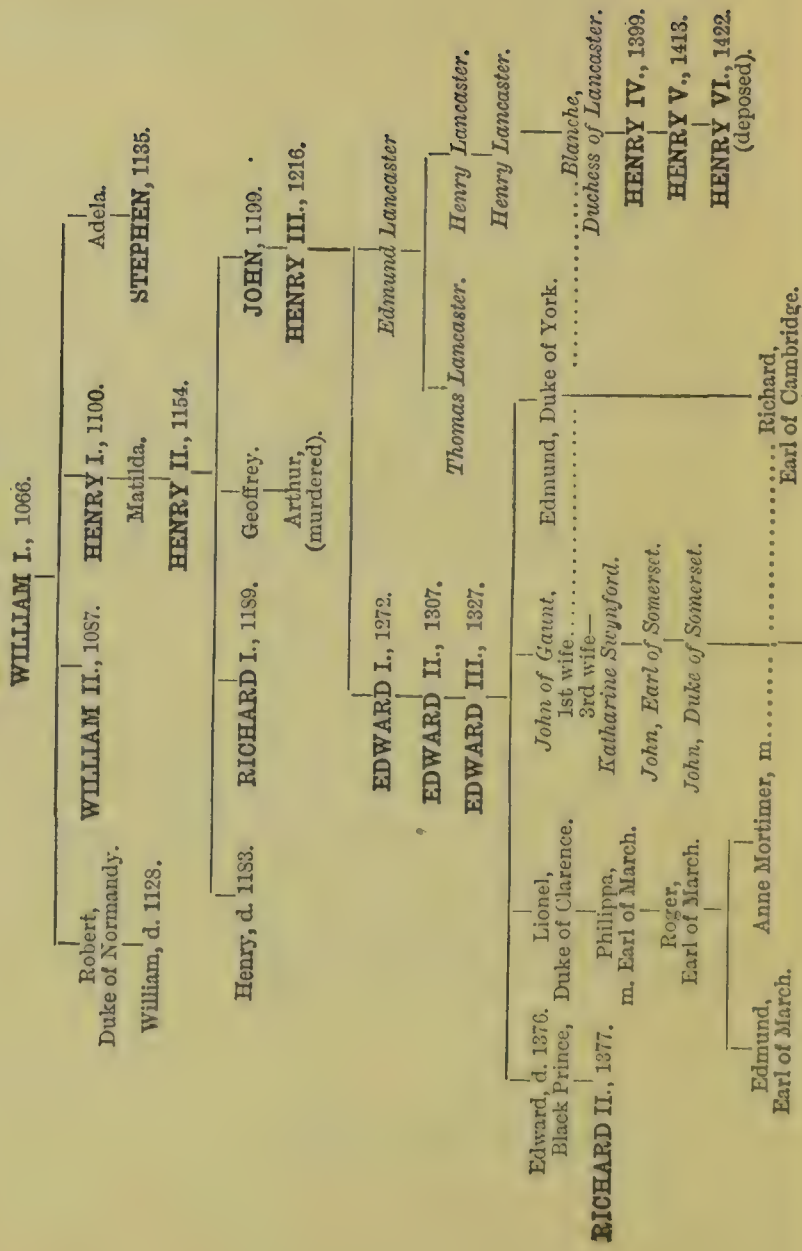 WILLIAM I., 1066.
Robert,
Duke of Normandy.
William, d. 1128.
WILLIAM II., 1087.
HENRY I., 1100.
Matilda.
HENRY II., 1154.
Adela.
STEPHEN, 1135.
Henry, d. 1183.
RICHARD I., 1189.
Geoffrey.
Arthur,
(murdered).
JOHN, 1199.
HENRY III., 1216.
EDWARD I., 1272.
EDWARD II., 1307.
EDWARD III., 1327.
Edmund Lancaster
Thomas Lancaster.
Henry Lancaster.
Henry Lancaster.
Edward, d. 1376.
Black Prince,
RICHARD II., 1377.
Lionel,
Duke of Clarence.
Philippa,
m. Earl of March.
Roger,
Earl of March.
John of Gaunt,
1st wife
3rd wife—
Katharine Swynford.
John, Earl of Somerset.
John, Duke of Somerset.
Edmund, Duke of York.
Blanche,
Duchess of Lancaster.
HENRY IV., 1399.
HENRY V., 1413.
HENRY VI., 1422.
(deposed).
Edmund,
Earl of March.
Anne Mortimer, m.
Richard,
Earl of Cambridge.